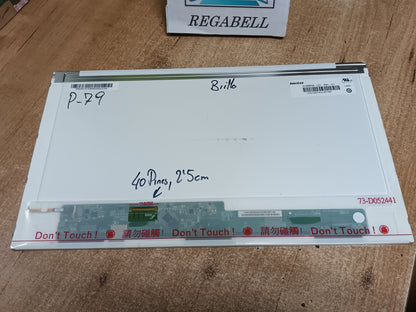 REGABELL
P-79
Brillo
40 Pines, 2'5cm
73-D052441
Don't Touch ! 請勿碰觸 ! Don't Touch ! 請勿碰觸 ! Don't Touch !